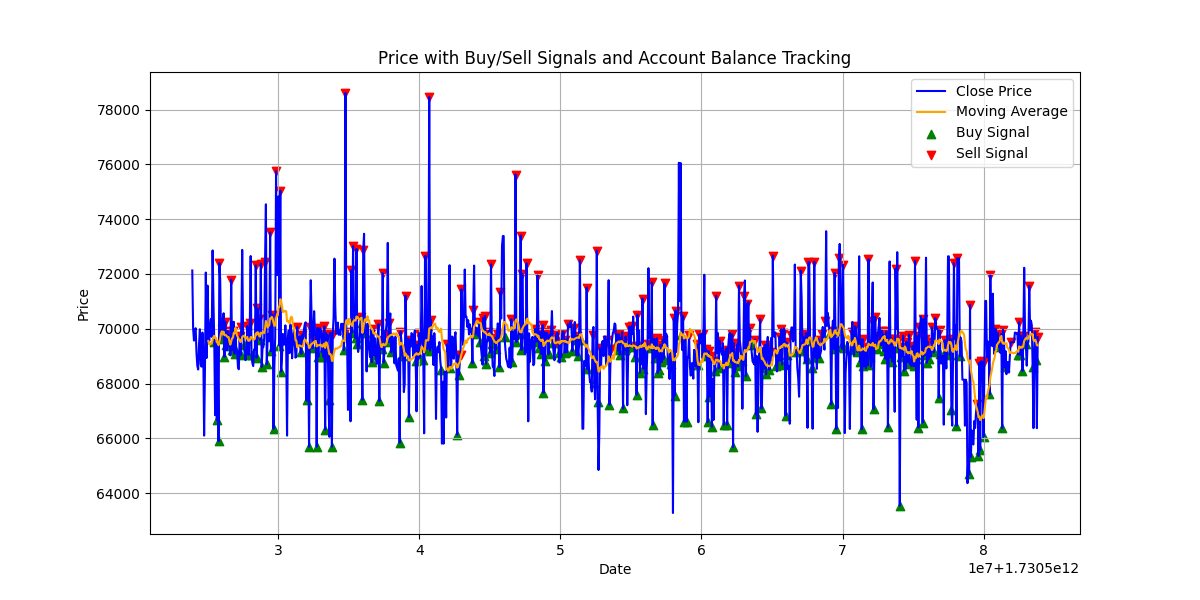 Price with Buy/Sell Signals and Account Balance Tracking
Close Price
Moving Average
Buy Signal
Sell Signal
Price
78000
76000
74000
72000
70000
68000
66000
64000
3 4 5 6 7 8
Date
1e7+1.7305e12